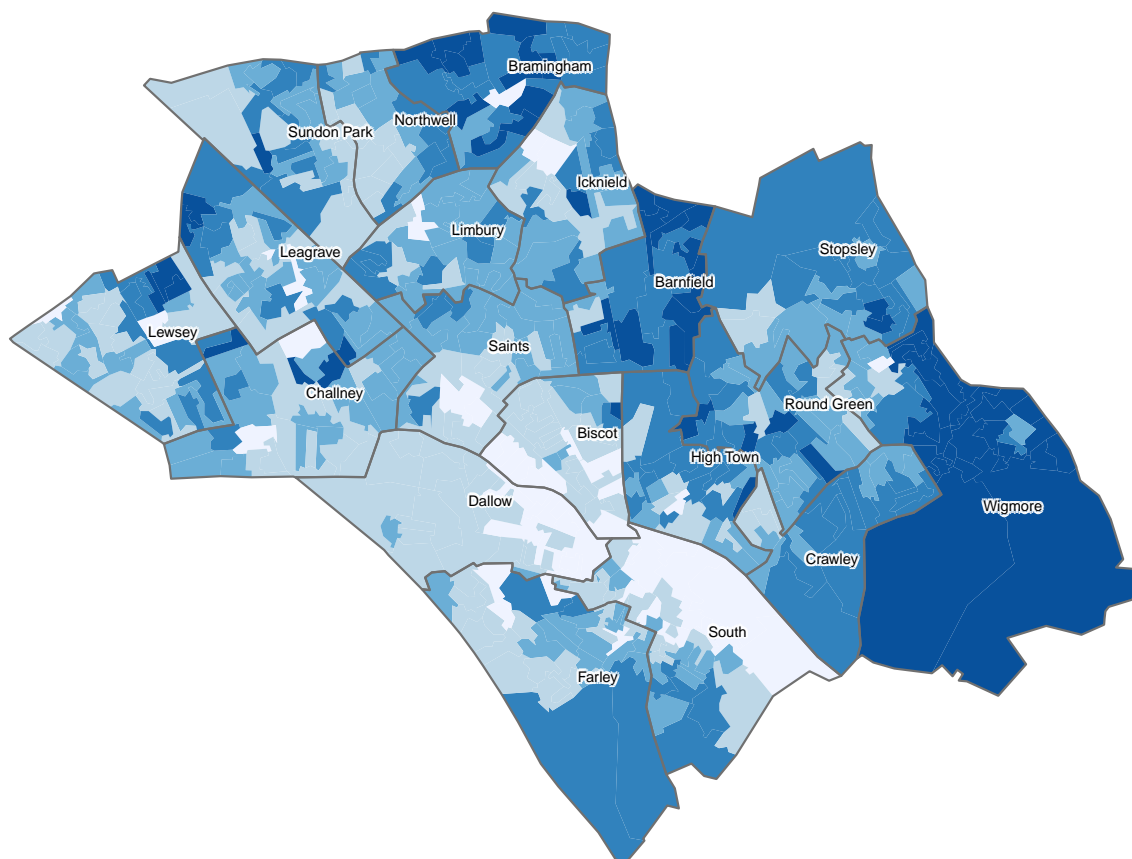 Bramingham
Northwell
Sundon Park
Icknield
Limbury
Stopsley
Leagrave
Barnfield
Lewsey
Saints
Challney
Round Green
Biscot
High Town
Dallow
Wigmore
Crawley
South
Farley